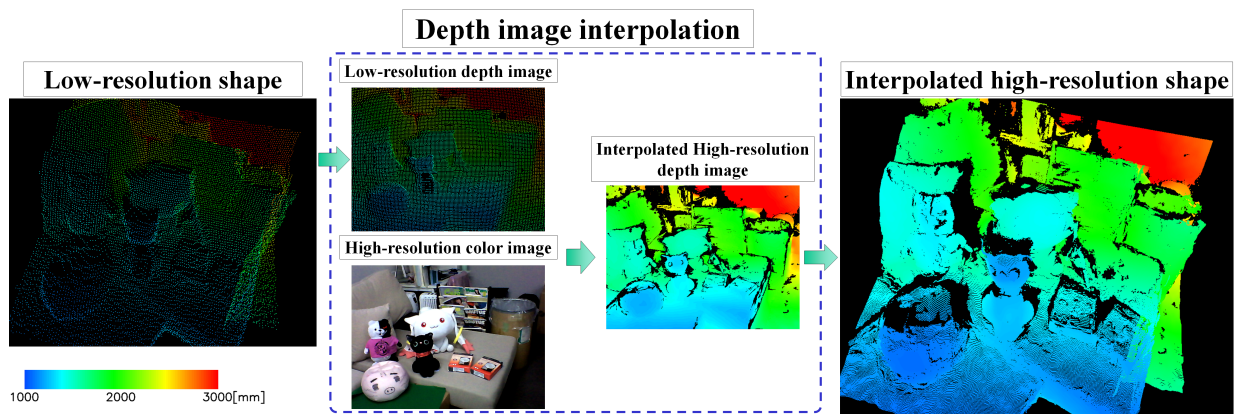 Depth image interpolation
Low-resolution shape
Low-resolution depth image
Interpolated high-resolution shape
Interpolated High-resolution
depth image
High-resolution color image
1000
2000
3000[mm]